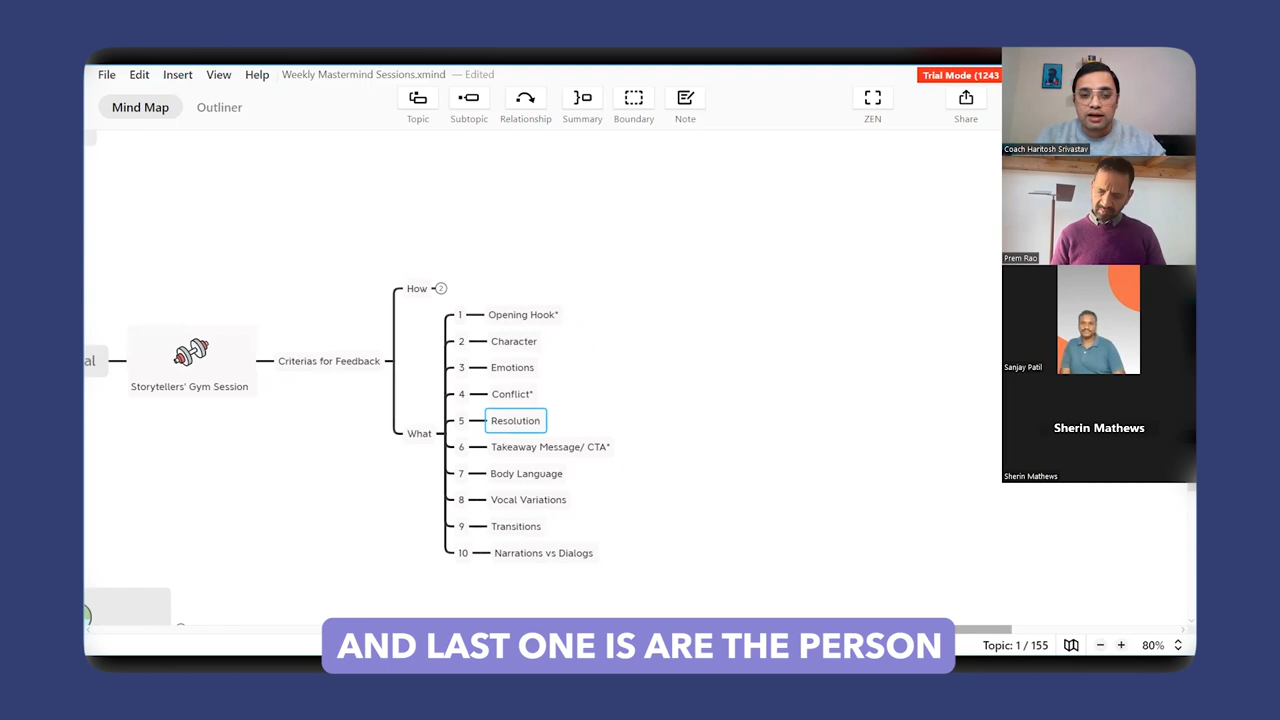 File Edit Insert View Help Weekly Mastermind Sessions.xmind — Edited
Trial Mode (1243
Mind Map Outliner
Topic Subtopic Relationship Summary Boundary Note ZEN Share
al
Storytellers' Gym Session
Criterias for Feedback
How 2
What
1 Opening Hook*
2 Character
3 Emotions
4 Conflict*
5 Resolution
6 Takeaway Message/ CTA*
7 Body Language
8 Vocal Variations
9 Transitions
10 Narrations vs Dialogs
Coach Haritosh Srivastav
Prem Rao
Sanjay Patil
Sherin Mathews
Sherin Mathews
AND LAST ONE IS ARE THE PERSON
Topic: 1 / 155 80%